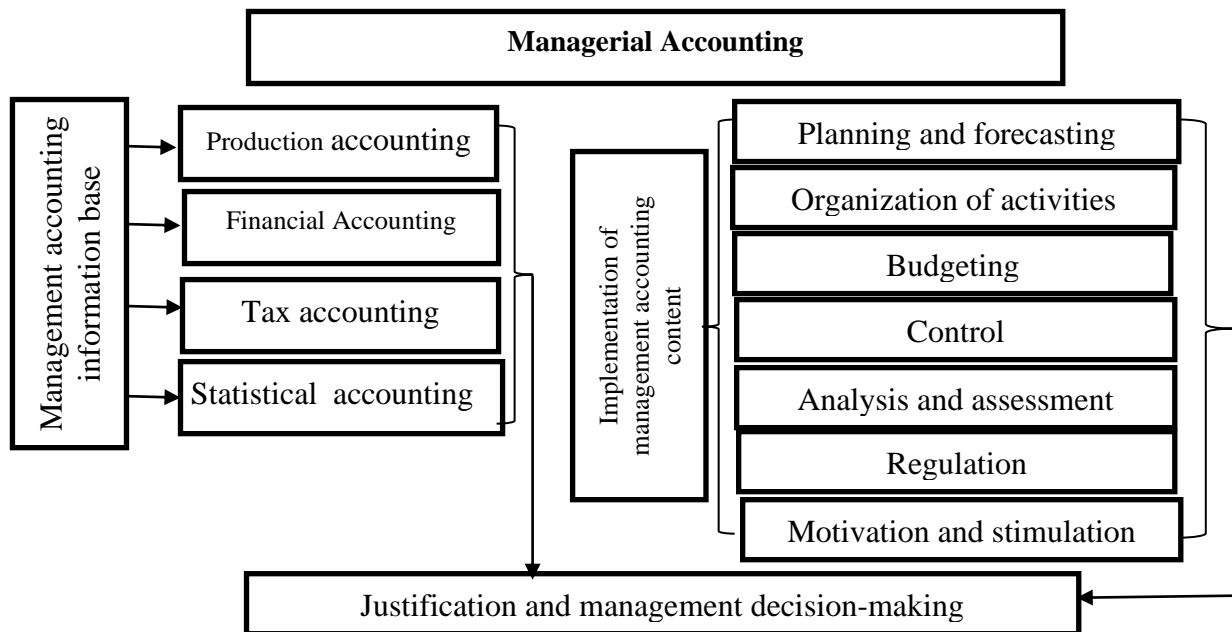 Managerial Accounting
Management accounting
information base
Production accounting
Financial Accounting
Tax accounting
Statistical accounting
Implementation of
management accounting
content
Planning and forecasting
Organization of activities
Budgeting
Control
Analysis and assessment
Regulation
Motivation and stimulation
Justification and management decision-making